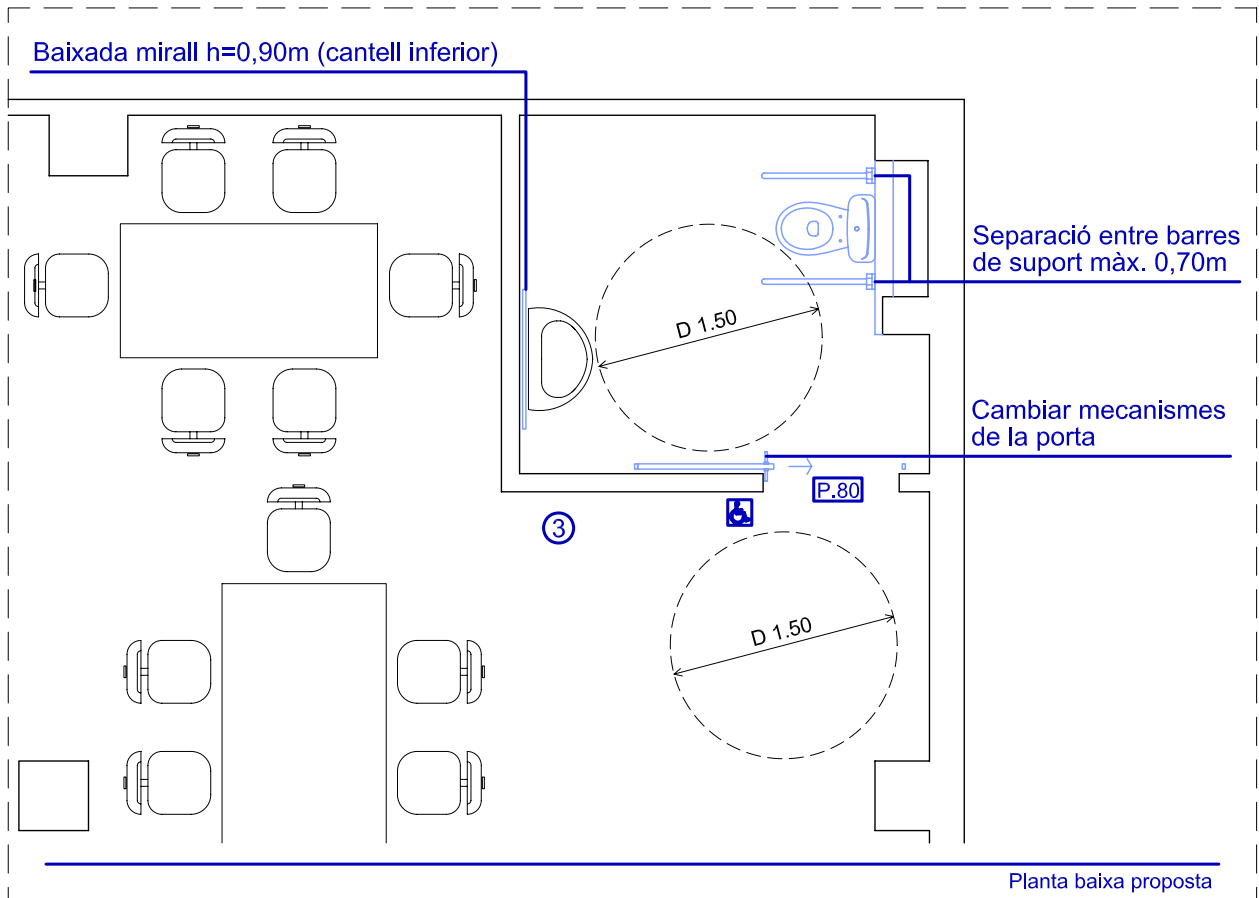 Baixada mirall h=0,90m (cantell inferior)
Separació entre barres
de suport màx. 0,70m
D 1.50
Cambiar mecanismes
de la porta
P.80
3
D 1.50
Planta baixa proposta